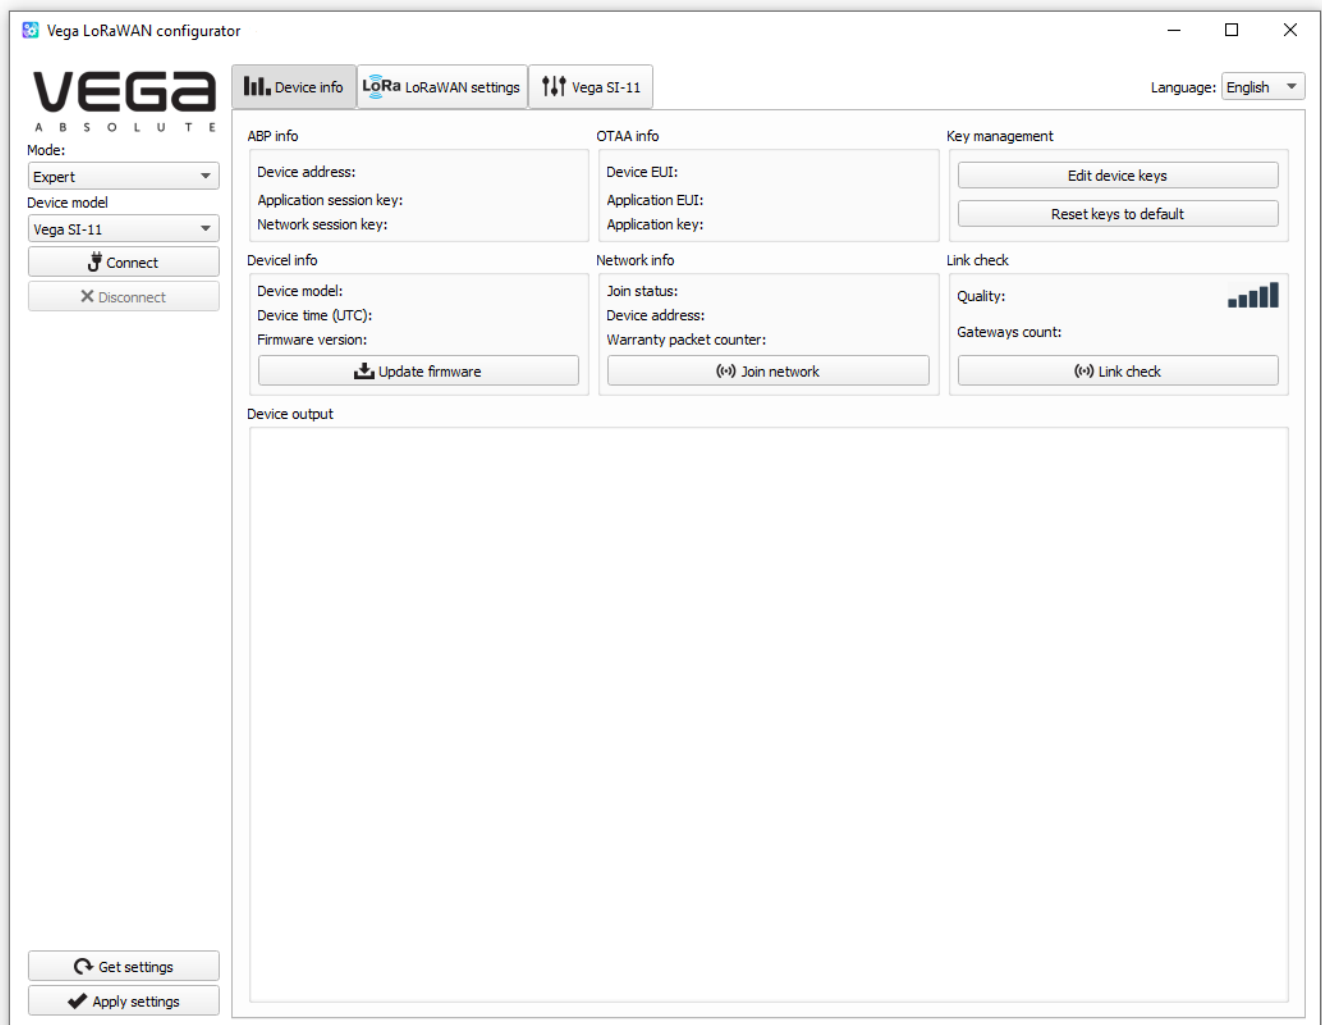 Vega LoRaWAN configurator
VEGA
ABSOLUTE
Device info
LoRa LoRaWAN settings
Vega SI-11
Language: English
Mode:
Expert
Device model
Vega SI-11
Connect
Disconnect
ABP info
Device address:
Application session key:
Network session key:
OTAA info
Device EUI:
Application EUI:
Application key:
Key management
Edit device keys
Reset keys to default
Devicel info
Device model:
Device time (UTC):
Firmware version:
Update firmware
Network info
Join status:
Device address:
Warranty packet counter:
Join network
Link check
Quality:
Gateways count:
Link check
Device output
Get settings
Apply settings